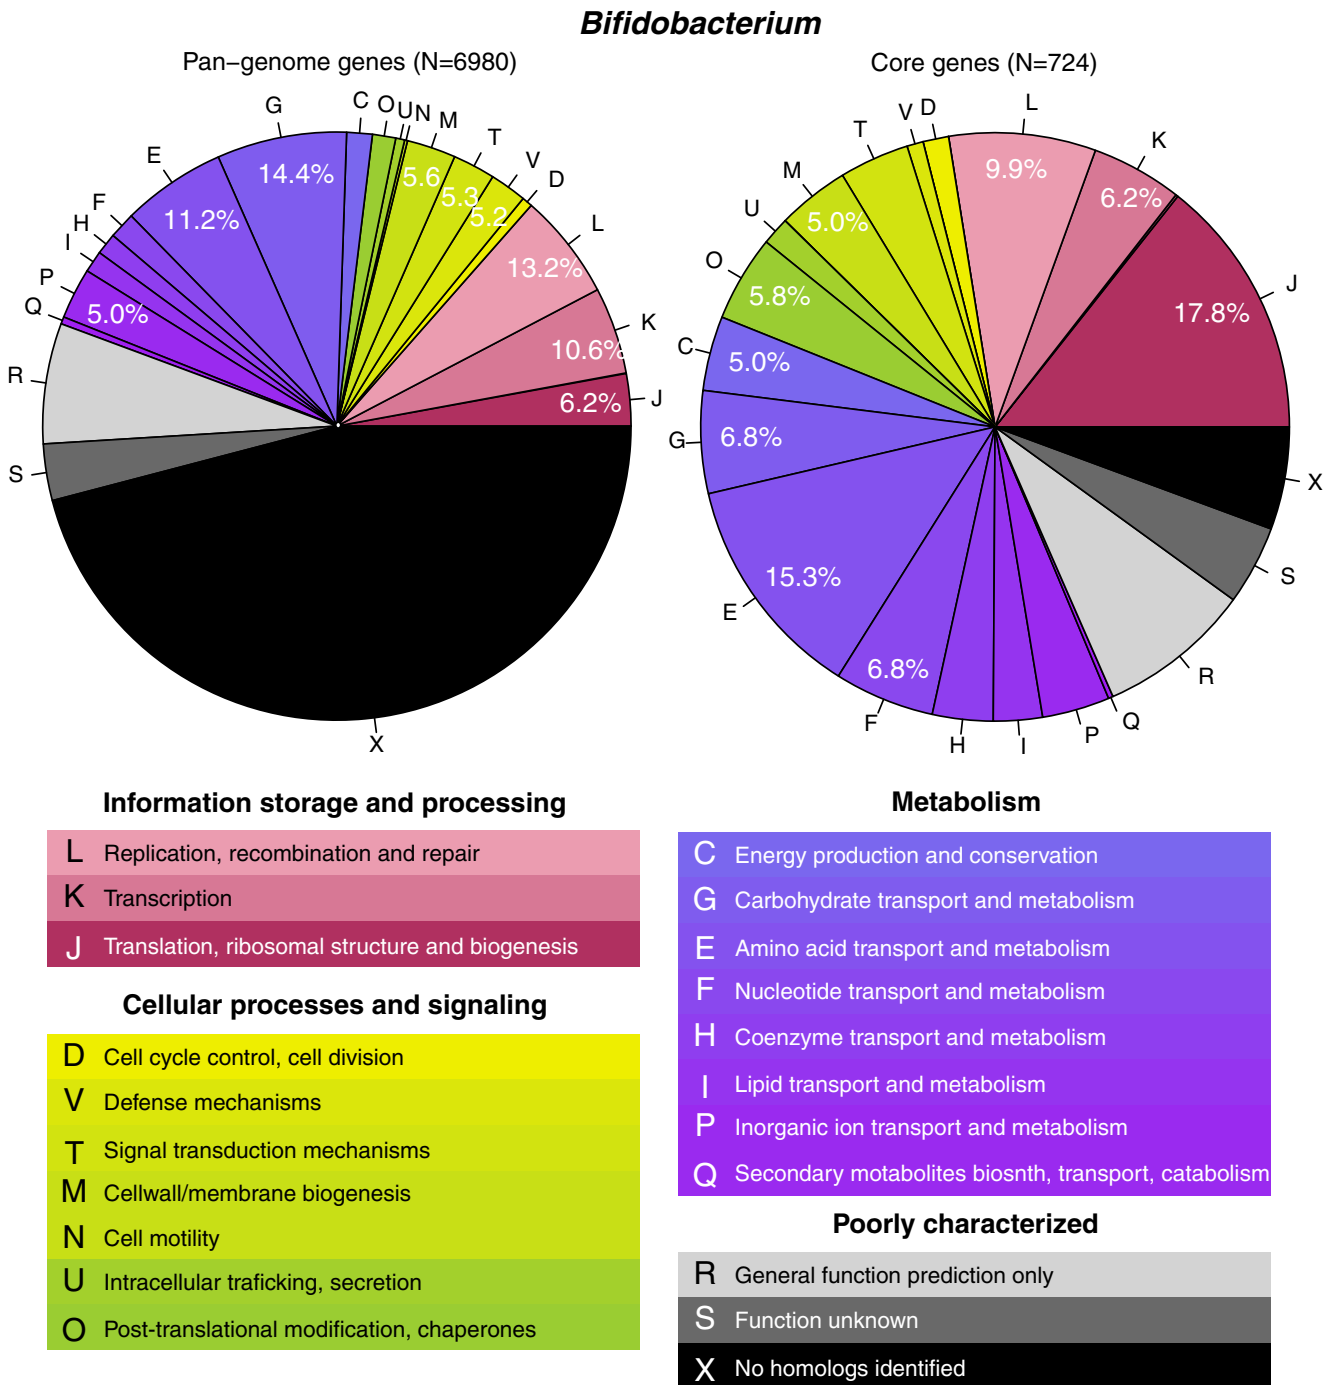 Bifidobacterium
Pan−genome genes (N=6980)
G
C
O
U
N
M
T
V
D
L
K
J
E
F
H
I
P
Q
R
S
X
14.4%
11.2%
5.0%
5.6
5.3
5.2
13.2%
10.6%
6.2%
Core genes (N=724)
L
K
J
X
S
R
Q
P
I
H
F
E
G
C
O
U
M
T
V
D
9.9%
6.2%
17.8%
5.0%
5.8%
5.0%
6.8%
15.3%
6.8%
Information storage and processing
L Replication, recombination and repair
K Transcription
J Translation, ribosomal structure and biogenesis
Cellular processes and signaling
D Cell cycle control, cell division
V Defense mechanisms
T Signal transduction mechanisms
M Cellwall/membrane biogenesis
N Cell motility
U Intracellular traficking, secretion
O Post-translational modification, chaperones
Metabolism
C Energy production and conservation
G Carbohydrate transport and metabolism
E Amino acid transport and metabolism
F Nucleotide transport and metabolism
H Coenzyme transport and metabolism
I Lipid transport and metabolism
P Inorganic ion transport and metabolism
Q Secondary motabolites biosnth, transport, catabolism
Poorly characterized
R General function prediction only
S Function unknown
X No homologs identified